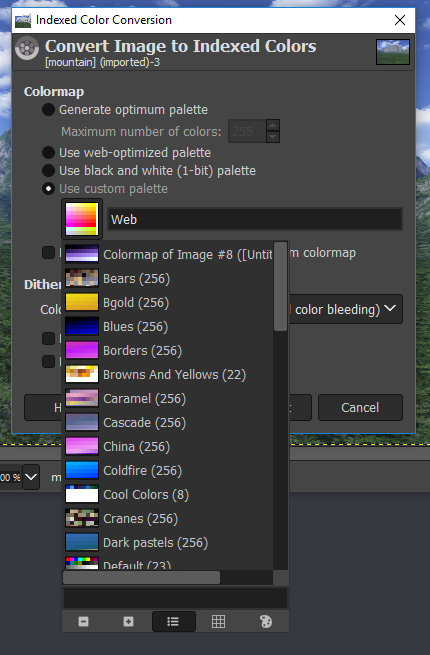 Indexed Color Conversion
Convert Image to Indexed Colors
[mountain] (imported)-3
Colormap
Generate optimum palette
Maximum number of colors: 255
Use web-optimized palette
Use black and white (1-bit) palette
Use custom palette
Web
Colormap of Image #8 ([Untit
colormap
Bears (256)
Bgold (256)
color bleeding)
Blues (256)
Borders (256)
Browns And Yellows (22)
Caramel (256)
Cancel
Cascade (256)
China (256)
Coldfire (256)
00 %
Cool Colors (8)
Cranes (256)
Dark pastels (256)
Default (23)